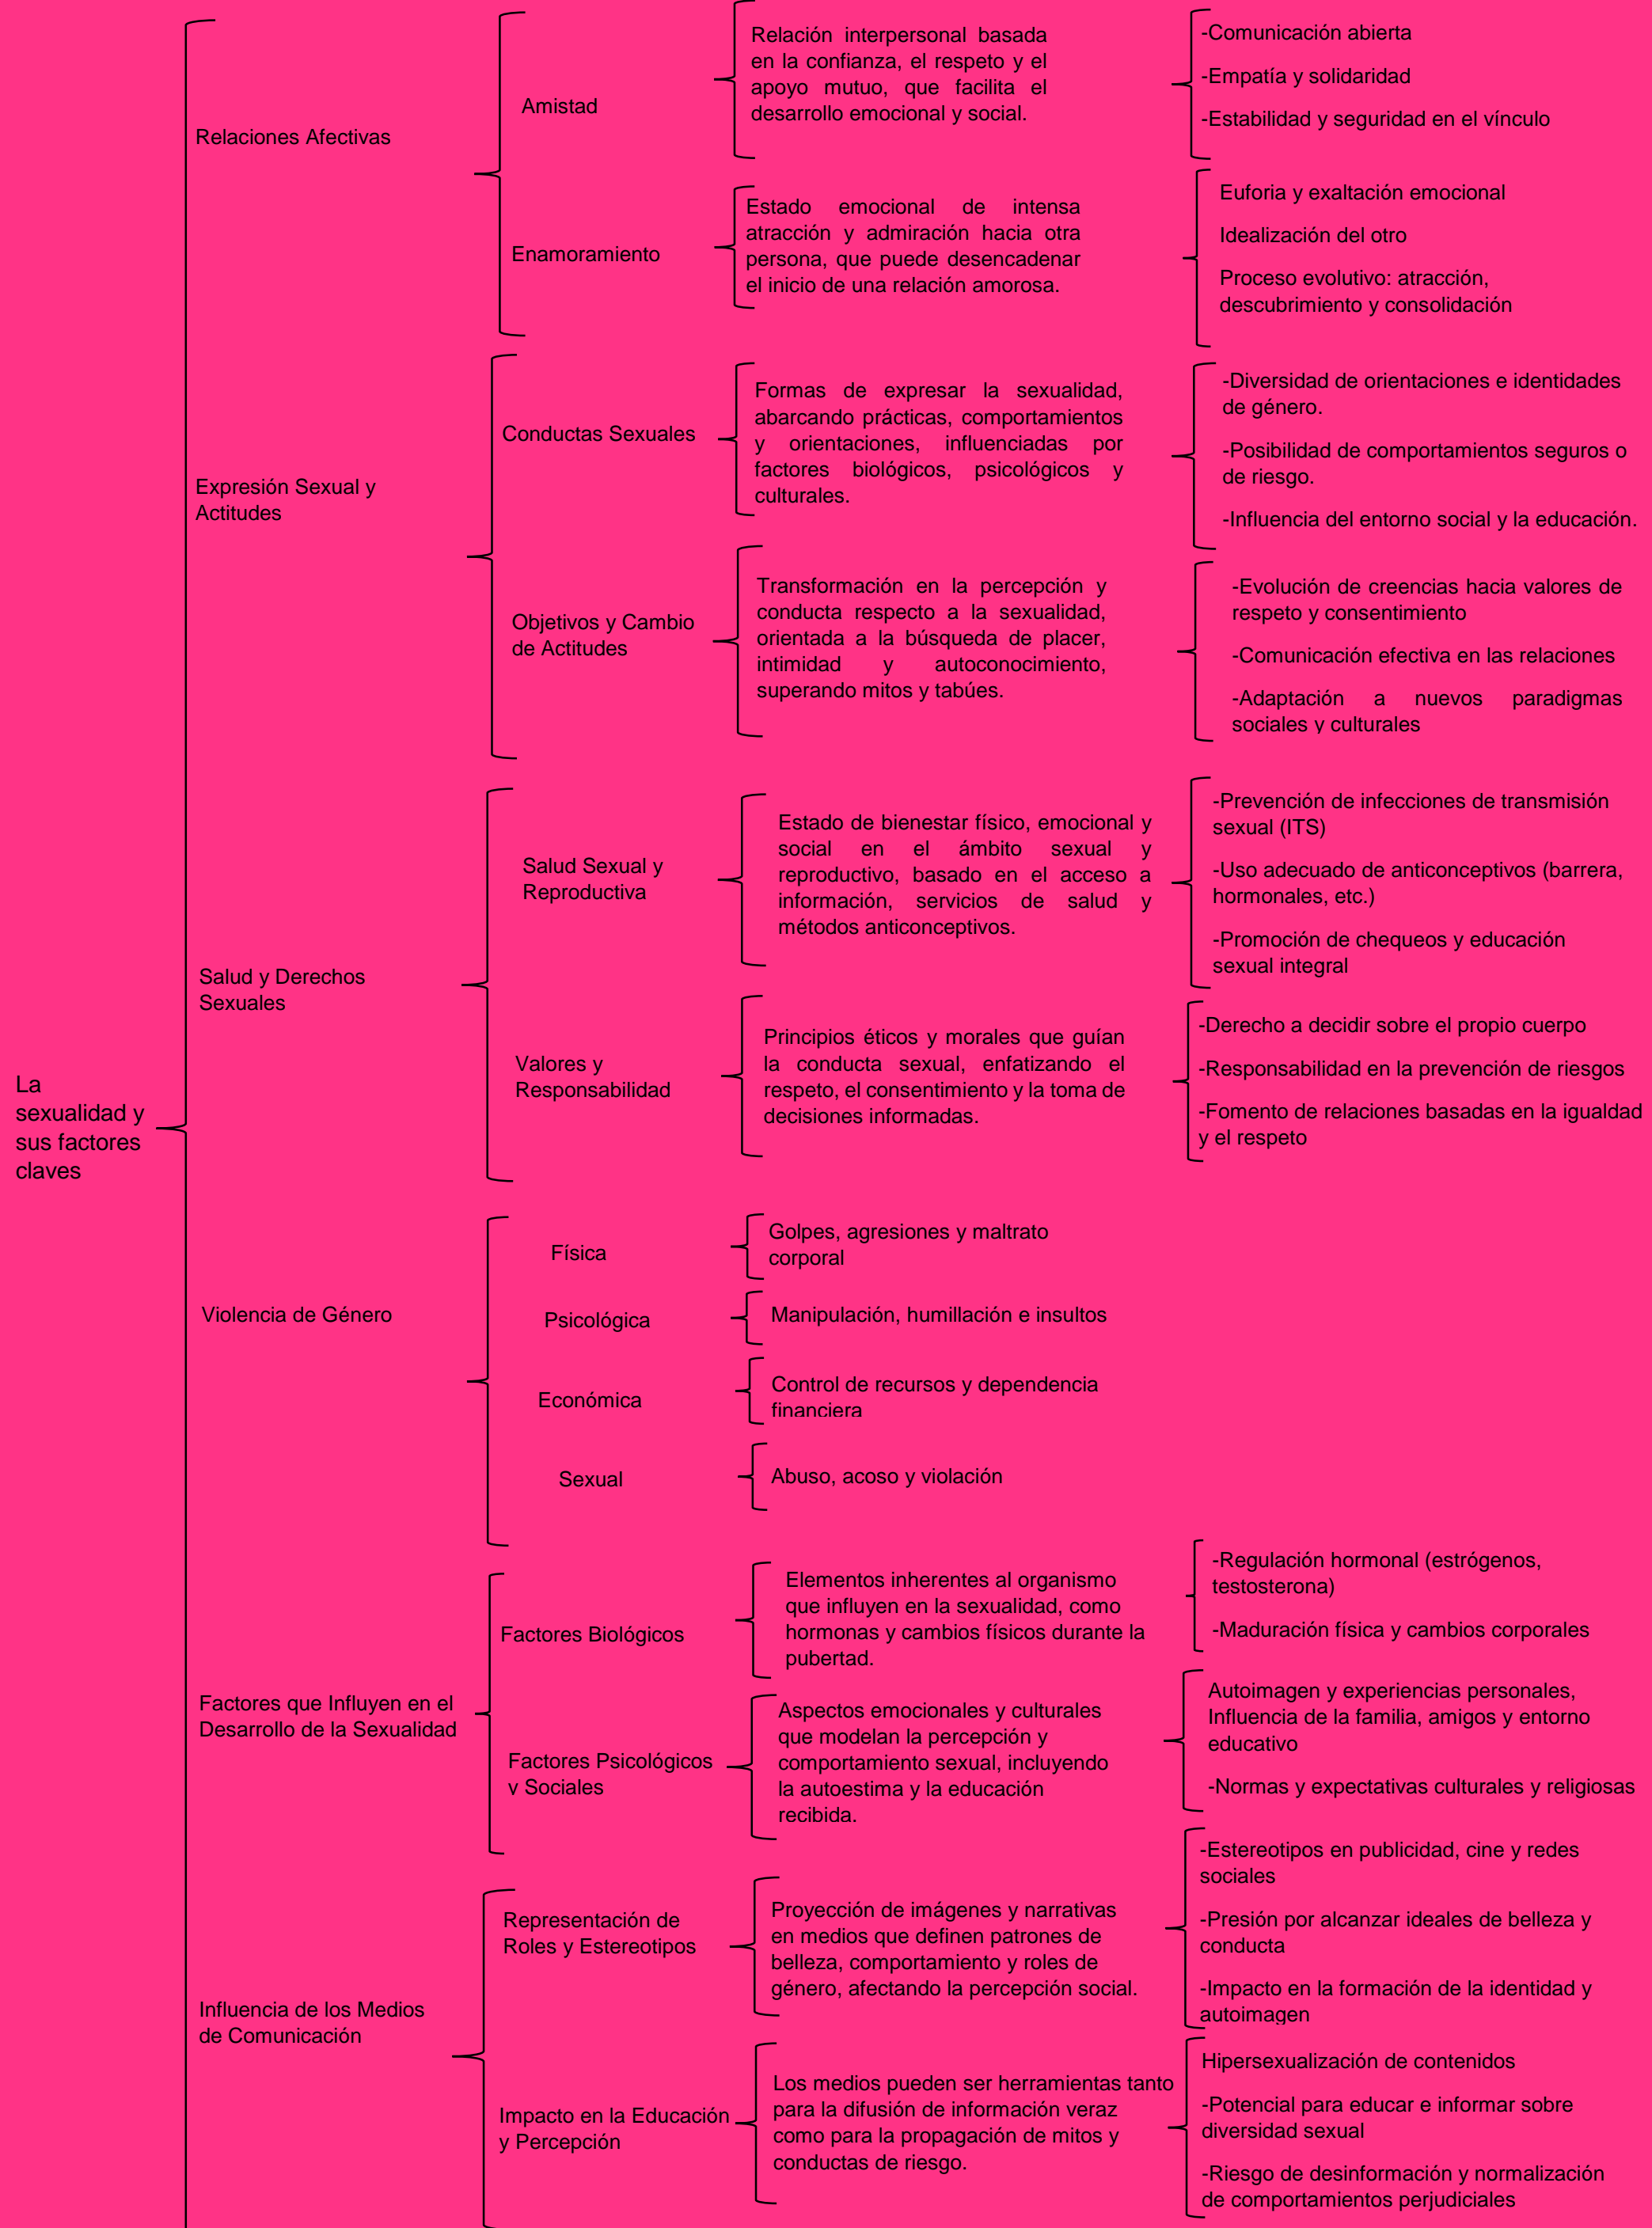 La
sexualidad y
sus factores
claves
Relaciones Afectivas
Amistad
Relación interpersonal basada
en la confianza, el respeto y el
apoyo mutuo, que facilita el
desarrollo emocional y social.
-Comunicación abierta
-Empatía y solidaridad
-Estabilidad y seguridad en el vínculo
Enamoramiento
Estado emocional de intensa
atracción y admiración hacia otra
persona, que puede desencadenar
el inicio de una relación amorosa.
Euforia y exaltación emocional
Idealización del otro
Proceso evolutivo: atracción,
descubrimiento y consolidación
Expresión Sexual y
Actitudes
Conductas Sexuales
Formas de expresar la sexualidad,
abarcando prácticas, comportamientos
y orientaciones, influenciadas por
factores biológicos, psicológicos y
culturales.
-Diversidad de orientaciones e identidades
de género.
-Posibilidad de comportamientos seguros o
de riesgo.
-Influencia del entorno social y la educación.
Objetivos y Cambio
de Actitudes
Transformación en la percepción y
conducta respecto a la sexualidad,
orientada a la búsqueda de placer,
intimidad y autoconocimiento,
superando mitos y tabúes.
-Evolución de creencias hacia valores de
respeto y consentimiento
-Comunicación efectiva en las relaciones
-Adaptación a nuevos paradigmas
sociales y culturales
Salud y Derechos
Sexuales
Salud Sexual y
Reproductiva
Estado de bienestar físico, emocional y
social en el ámbito sexual y
reproductivo, basado en el acceso a
información, servicios de salud y
métodos anticonceptivos.
-Prevención de infecciones de transmisión
sexual (ITS)
-Uso adecuado de anticonceptivos (barrera,
hormonales, etc.)
-Promoción de chequeos y educación
sexual integral
Valores y
Responsabilidad
Principios éticos y morales que guían
la conducta sexual, enfatizando el
respeto, el consentimiento y la toma de
decisiones informadas.
-Derecho a decidir sobre el propio cuerpo
-Responsabilidad en la prevención de riesgos
-Fomento de relaciones basadas en la igualdad
y el respeto
Violencia de Género
Física
Golpes, agresiones y maltrato
corporal
Psicológica
Manipulación, humillación e insultos
Económica
Control de recursos y dependencia
financiera
Sexual
Abuso, acoso y violación
Factores que Influyen en el
Desarrollo de la Sexualidad
Factores Biológicos
Elementos inherentes al organismo
que influyen en la sexualidad, como
hormonas y cambios físicos durante la
pubertad.
-Regulación hormonal (estrógenos,
testosterona)
-Maduración física y cambios corporales
Factores Psicológicos
y Sociales
Aspectos emocionales y culturales
que modelan la percepción y
comportamiento sexual, incluyendo
la autoestima y la educación
recibida.
Autoimagen y experiencias personales,
Influencia de la familia, amigos y entorno
educativo
-Normas y expectativas culturales y religiosas
Influencia de los Medios
de Comunicación
Representación de
Roles y Estereotipos
Proyección de imágenes y narrativas
en medios que definen patrones de
belleza, comportamiento y roles de
género, afectando la percepción social.
-Estereotipos en publicidad, cine y redes
sociales
-Presión por alcanzar ideales de belleza y
conducta
-Impacto en la formación de la identidad y
autoimagen
Impacto en la Educación
y Percepción
Los medios pueden ser herramientas tanto
para la difusión de información veraz
como para la propagación de mitos y
conductas de riesgo.
Hipersexualización de contenidos
-Potencial para educar e informar sobre
diversidad sexual
-Riesgo de desinformación y normalización
de comportamientos perjudiciales